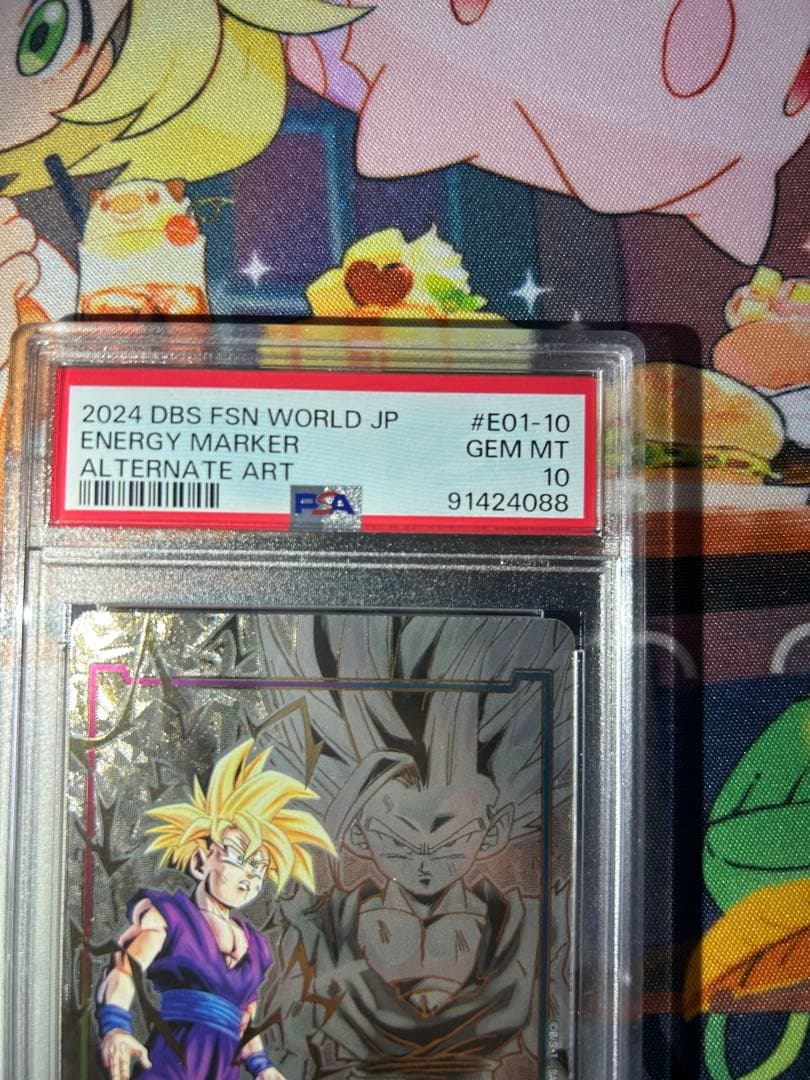 2024 DBS FSN WORLD JP #E01-10
ENERGY MARKER GEM MT
ALTERNATE ART 10
PSA 91424088